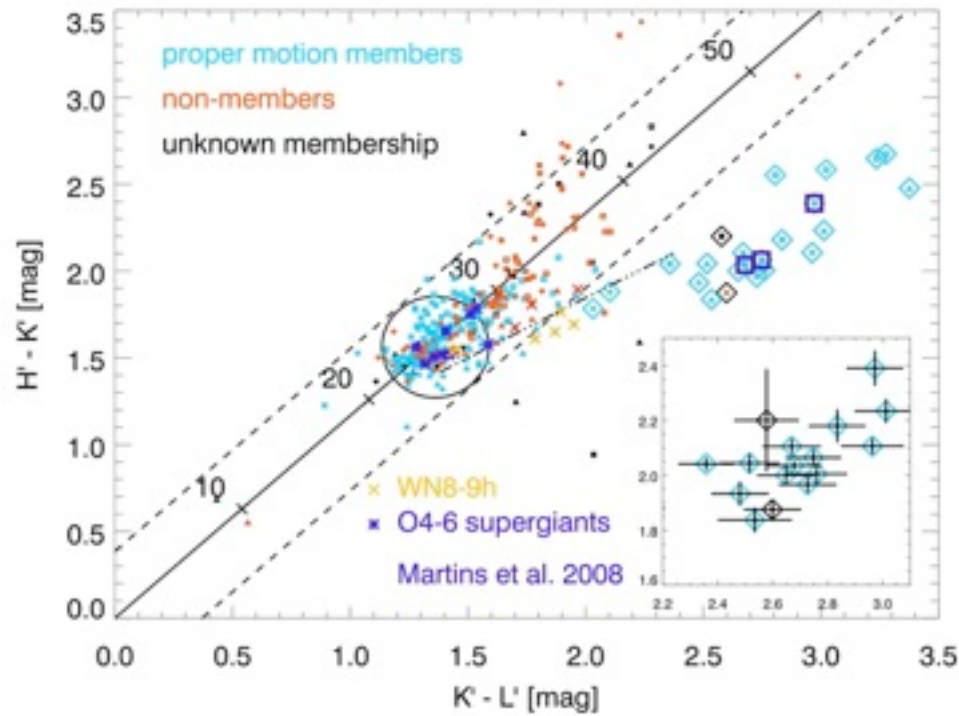 3.5
3.0
2.5
2.0
1.5
1.0
0.5
0.0
H' - K' [mag]
proper motion members
non-members
unknown membership
50
40
30
20
10
WN8-9h
O4-6 supergiants
Martins et al. 2008
2.4
2.2
2.0
1.8
1.6
2.2 2.4 2.6 2.8 3.0
0.0 0.5 1.0 1.5 2.0 2.5 3.0 3.5
K' - L' [mag]